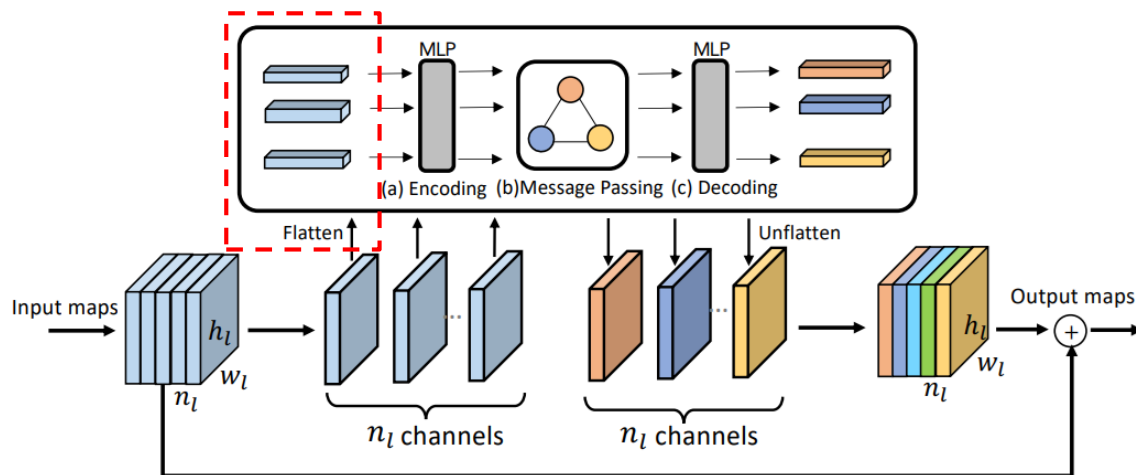 MLP
MLP
(a) Encoding
(b)Message Passing
(c) Decoding
Flatten
Unflatten
Input maps
h_l
w_l
n_l
...
n_l channels
...
n_l channels
h_l
w_l
n_l
Output maps
+